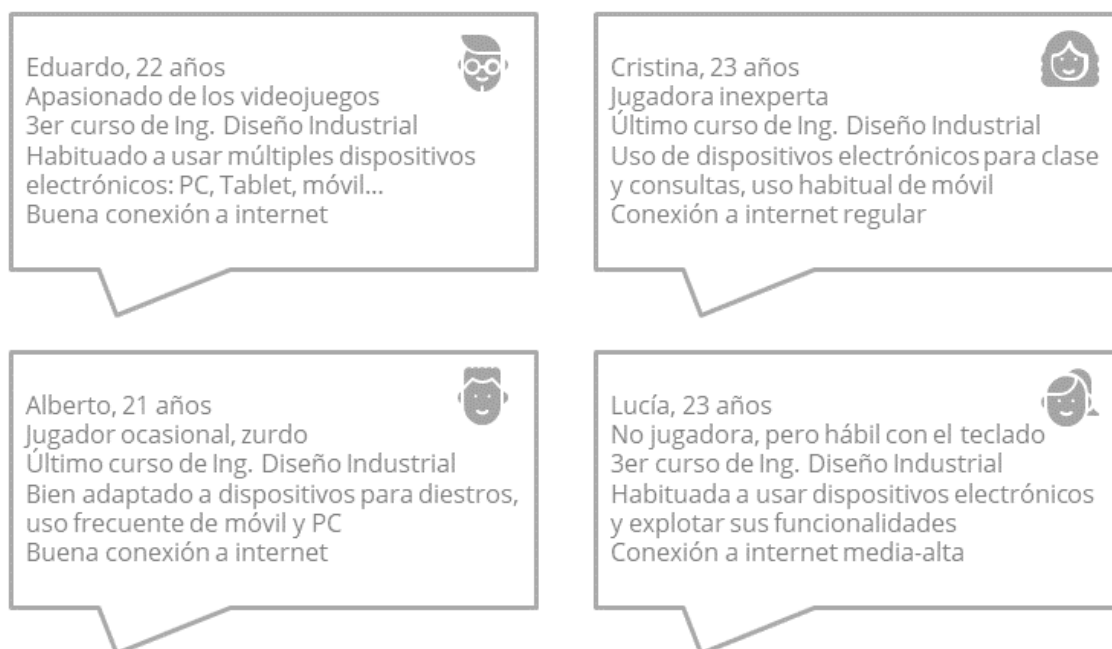 Eduardo, 22 años
Apasionado de los videojuegos
3er curso de Ing. Diseño Industrial
Habituado a usar múltiples dispositivos
electrónicos: PC, Tablet, móvil...
Buena conexión a internet
Cristina, 23 años
Jugadora inexperta
Último curso de Ing. Diseño Industrial
Uso de dispositivos electrónicos para clase
y consultas, uso habitual de móvil
Conexión a internet regular
Alberto, 21 años
Jugador ocasional, zurdo
Último curso de Ing. Diseño Industrial
Bien adaptado a dispositivos para diestros,
uso frecuente de móvil y PC
Buena conexión a internet
Lucía, 23 años
No jugadora, pero hábil con el teclado
3er curso de Ing. Diseño Industrial
Habituada a usar dispositivos electrónicos
y explotar sus funcionalidades
Conexión a internet media-alta